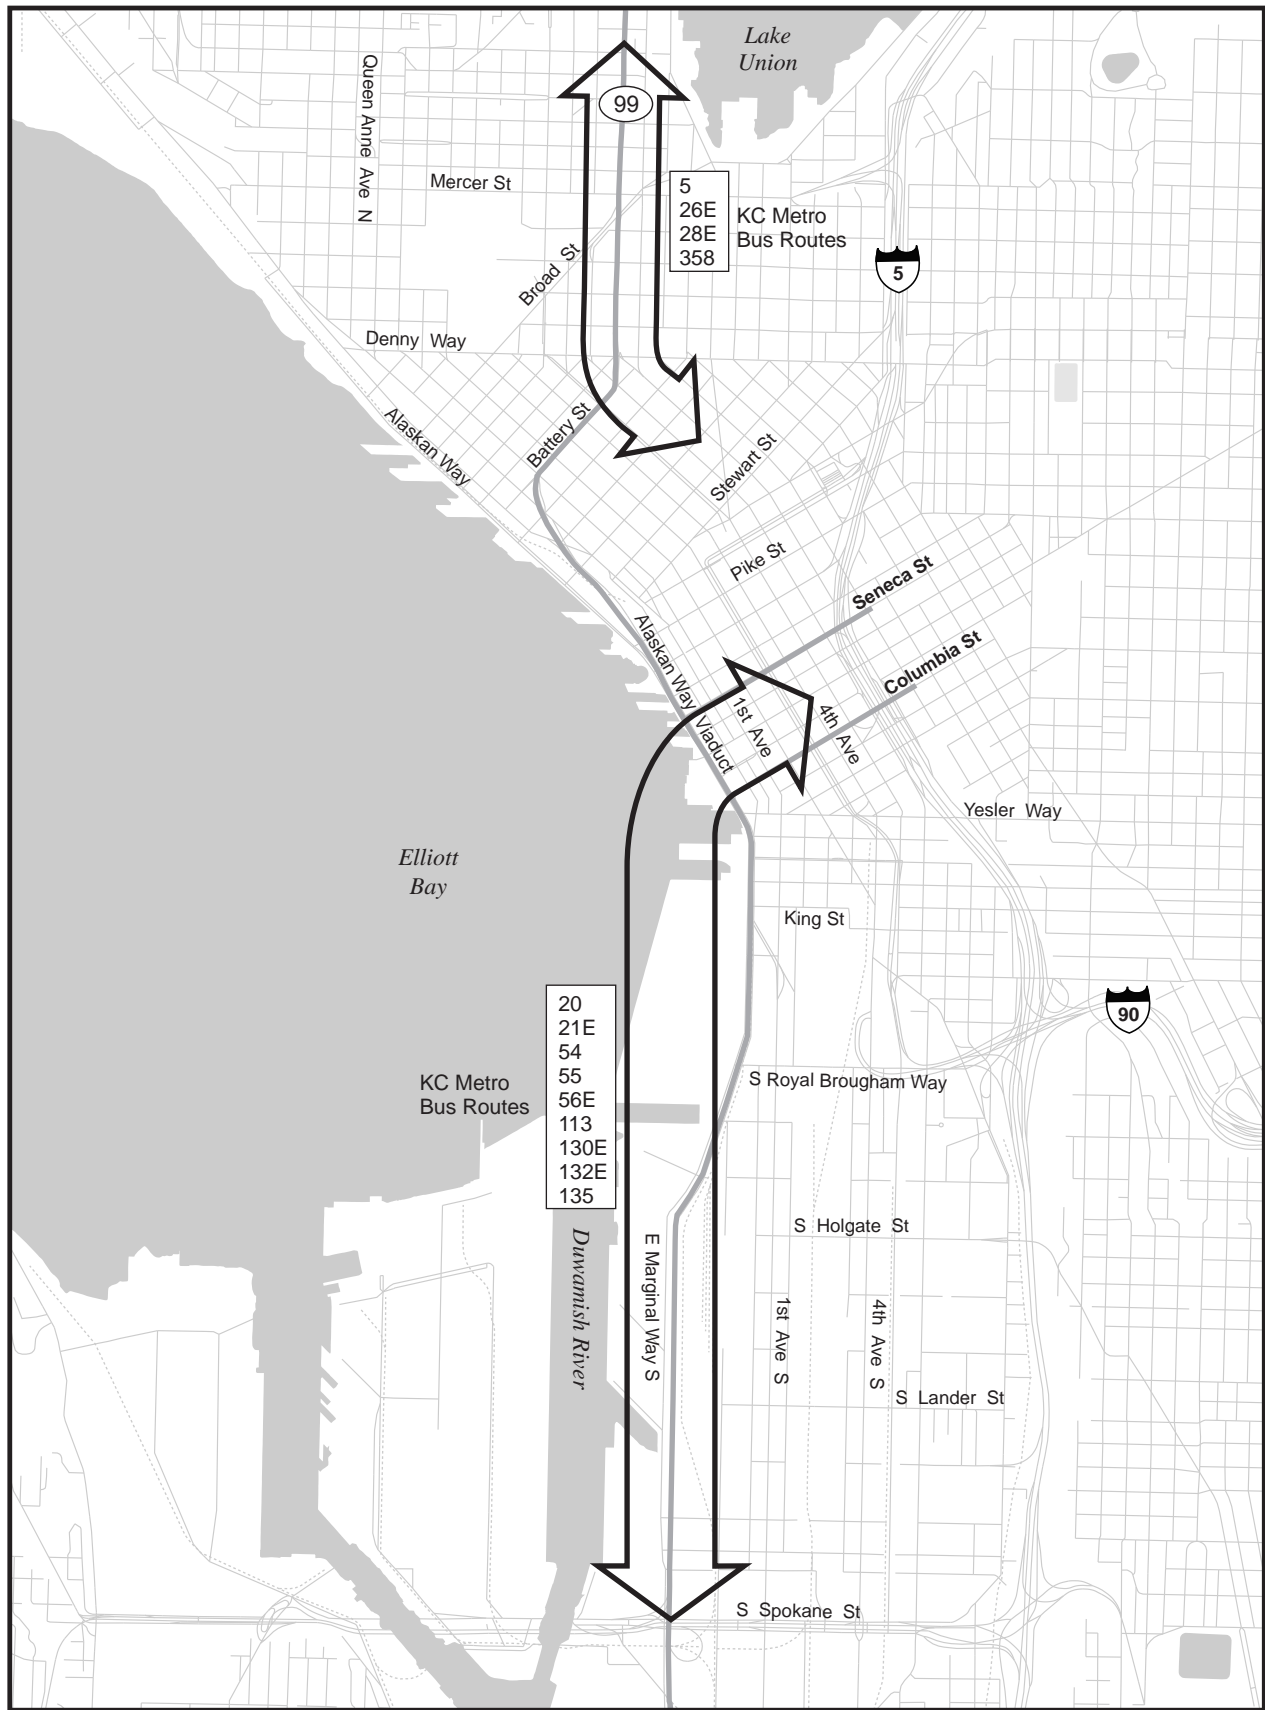 Lake
Union
Queen Anne Ave N
99
Mercer St
5
26E
28E
358
KC Metro
Bus Routes
Broad St
5
Denny Way
Alaskan Way
Battery St
Stewart St
Pike St
Seneca St
Columbia St
Alaskan Way Viaduct
1st Ave
4th Ave
Yesler Way
Elliott
Bay
King St
20
21E
54
55
56E
113
130E
132E
135
KC Metro
Bus Routes
90
S Royal Brougham Way
S Holgate St
Duwamish River
E Marginal Way S
1st Ave S
4th Ave S
S Lander St
S Spokane St